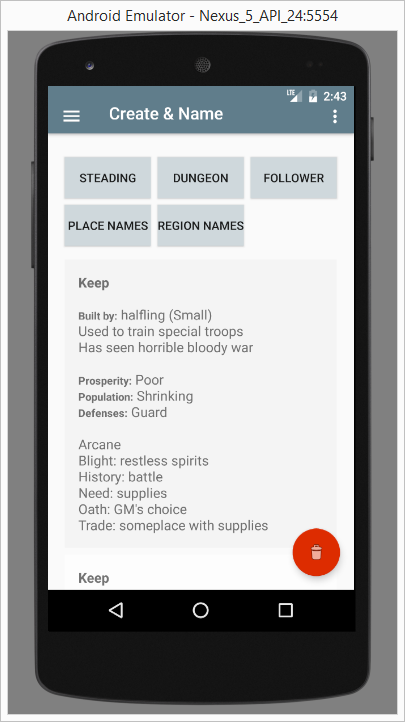 Android Emulator - Nexus_5_API_24:5554
LTE 2:43
Create & Name
STEADING DUNGEON FOLLOWER
PLACE NAMES REGION NAMES
Keep
Built by: halfling (Small)
Used to train special troops
Has seen horrible bloody war
Prosperity: Poor
Population: Shrinking
Defenses: Guard
Arcane
Blight: restless spirits
History: battle
Need: supplies
Oath: GM's choice
Trade: someplace with supplies
Keep